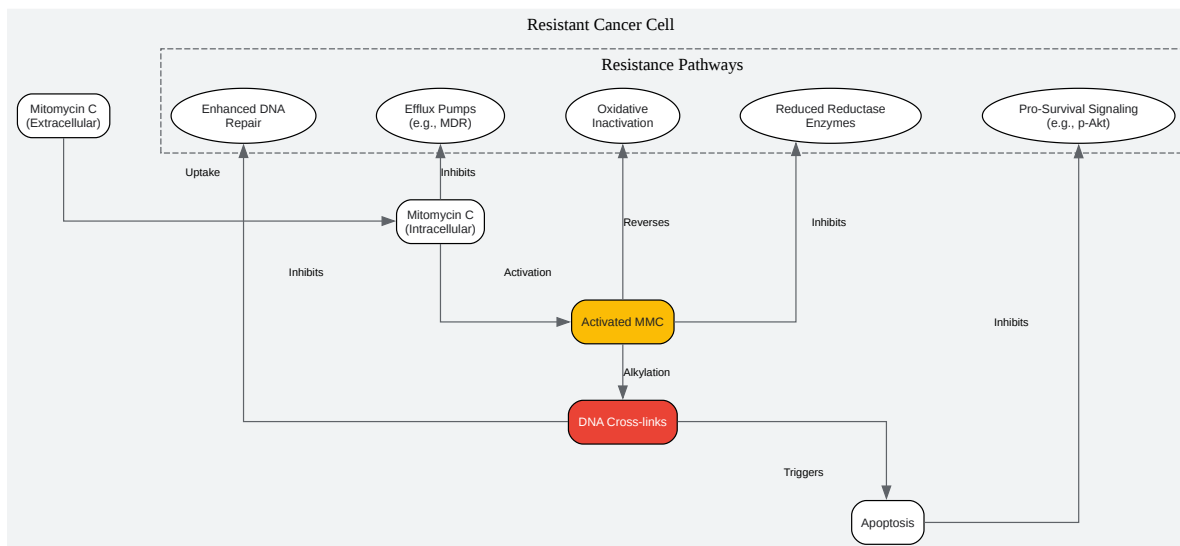 Resistant Cancer Cell
Resistance Pathways
Mitomycin C
(Extracellular)
Enhanced DNA
Repair
Efflux Pumps
(e.g., MDR)
Oxidative
Inactivation
Reduced Reductase
Enzymes
Pro-Survival Signaling
(e.g., p-Akt)
Uptake
Inhibits
Mitomycin C
(Intracellular)
Reverses
Inhibits
Inhibits
Activation
Activated MMC
Inhibits
Alkylation
DNA Cross-links
Triggers
Apoptosis